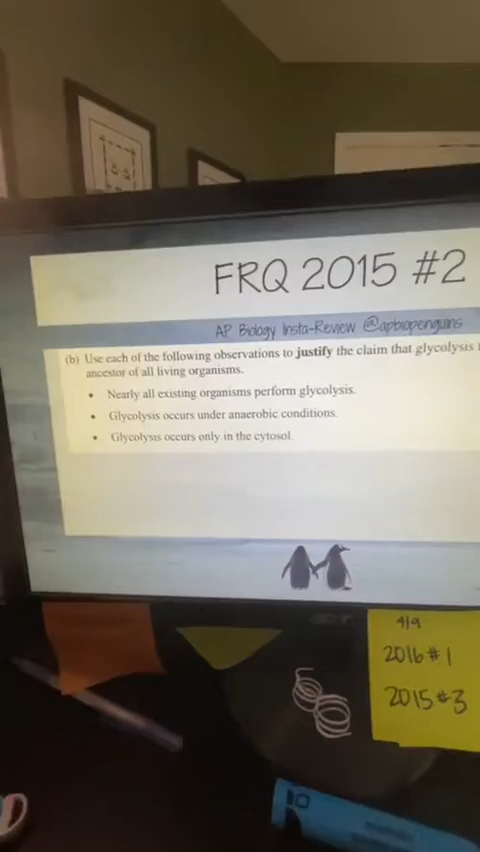 FRQ 2015 #2
AP Biology Insta-Review @apbiopenguins
(b) Use each of the following observations to justify the claim that glycolysis
ancestor of all living organisms.
• Nearly all existing organisms perform glycolysis.
• Glycolysis occurs under anaerobic conditions.
• Glycolysis occurs only in the cytosol.
4/9
2016 #1
2015 #3